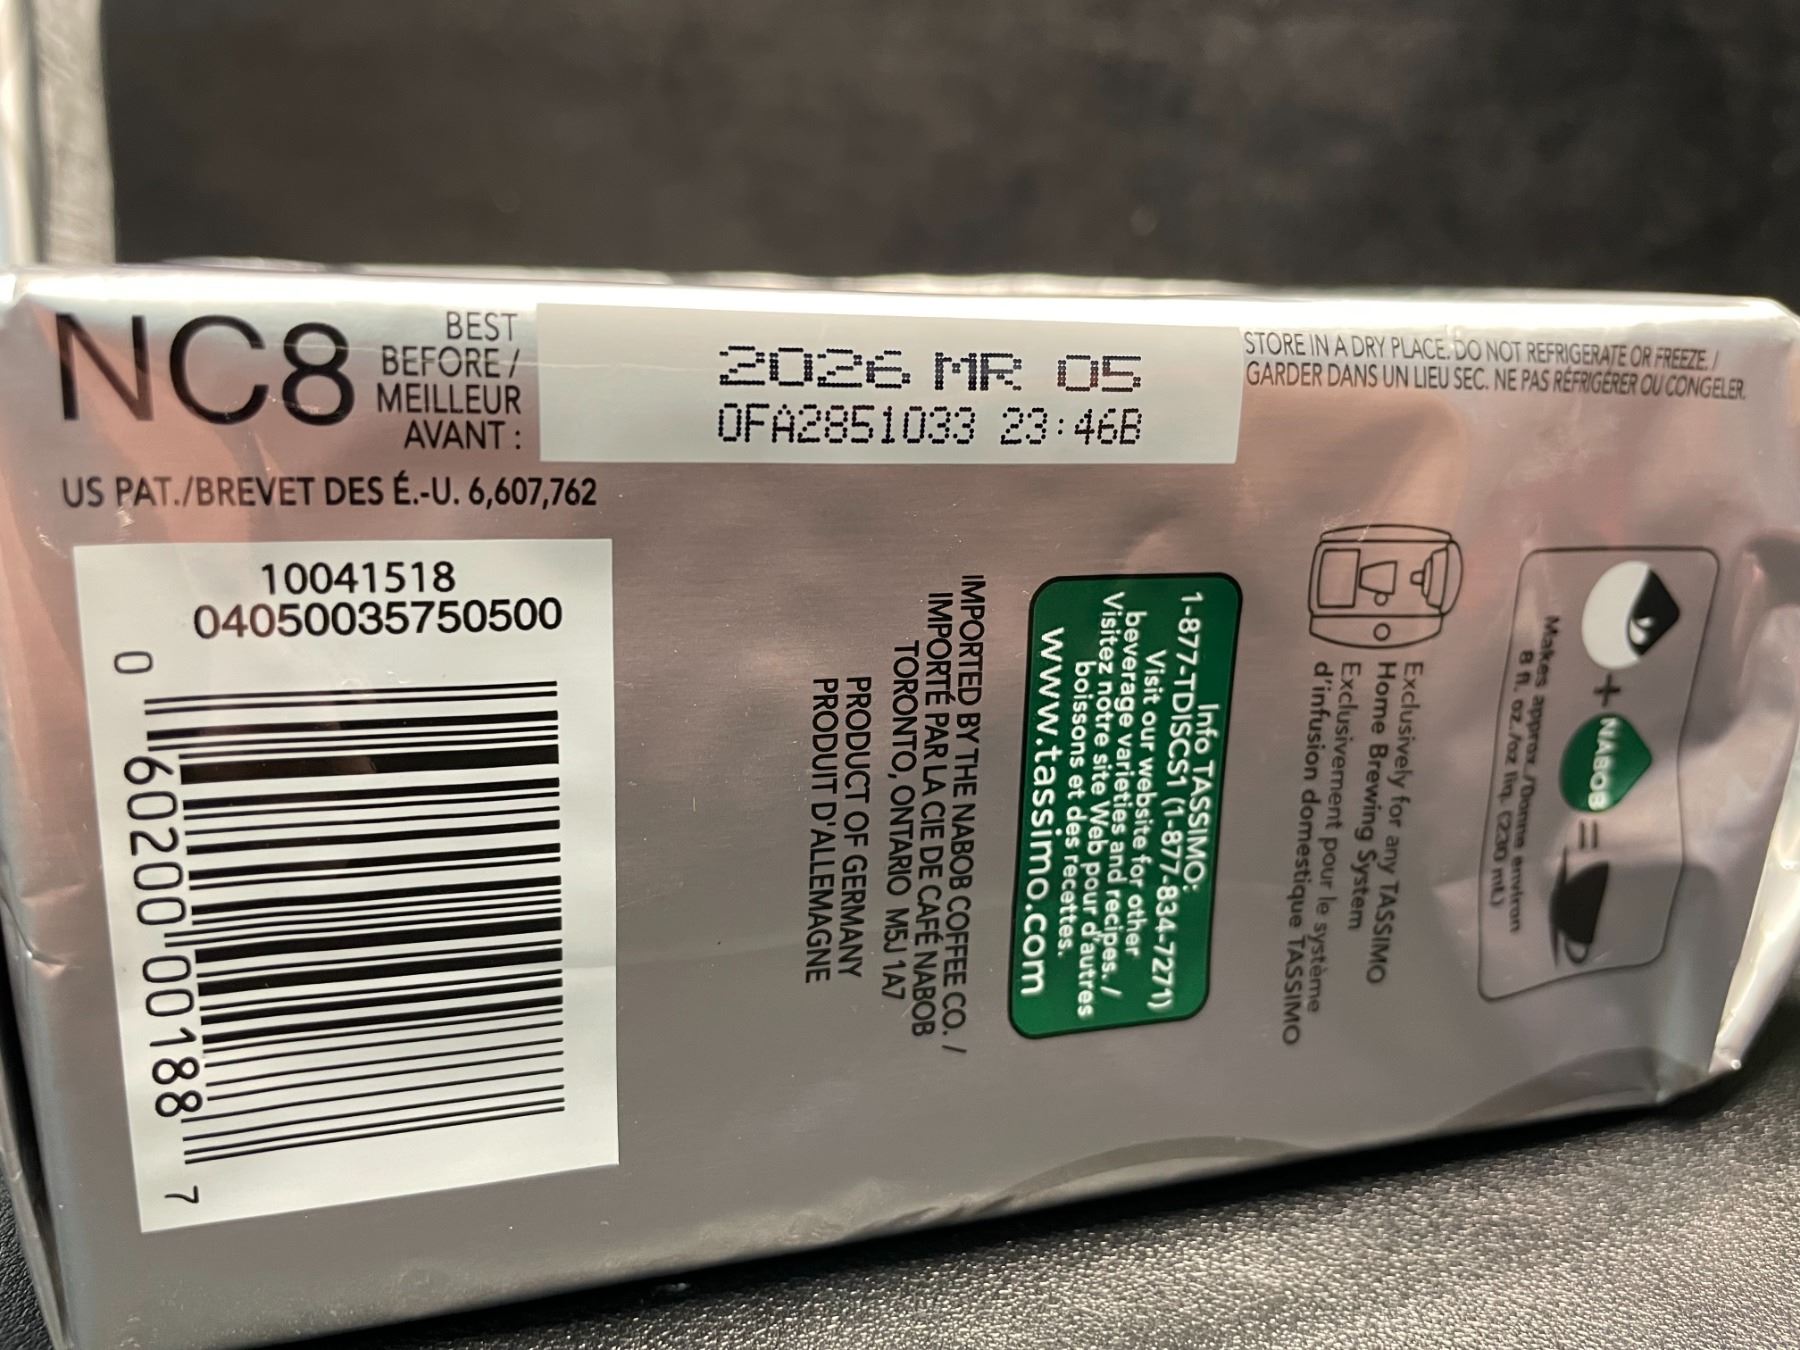 NC8
BEST
BEFORE /
MEILLEUR
AVANT :
2026 MR 05
0FA2851033 23:46B
STORE IN A DRY PLACE. DO NOT REFRIGERATE OR FREEZE. /
GARDER DANS UN LIEU SEC. NE PAS RÉFRIGÉRER OU CONGELER.
US PAT./BREVET DES É.-U. 6,607,762
10041518
04050035750500
0 60200 00188 7
IMPORTED BY THE NABOB COFFEE CO. /
IMPORTÉ PAR LA CIE DE CAFÉ NABOB
TORONTO, ONTARIO M5J 1A7
PRODUCT OF GERMANY
PRODUIT D'ALLEMAGNE
Info TASSIMO:
1-877-TDISCS1 (1-877-834-7271)
Visit our website for other
beverage varieties and recipes. /
Visitez notre site Web pour d'autres
boissons et des recettes.
www.tassimo.com
Exclusively for any TASSIMO
Home Brewing System
Exclusivement pour le système
d'infusion domestique TASSIMO
+ NABOB =
Makes approx./Donne environ
8 fl. oz./oz liq. (230 mL)